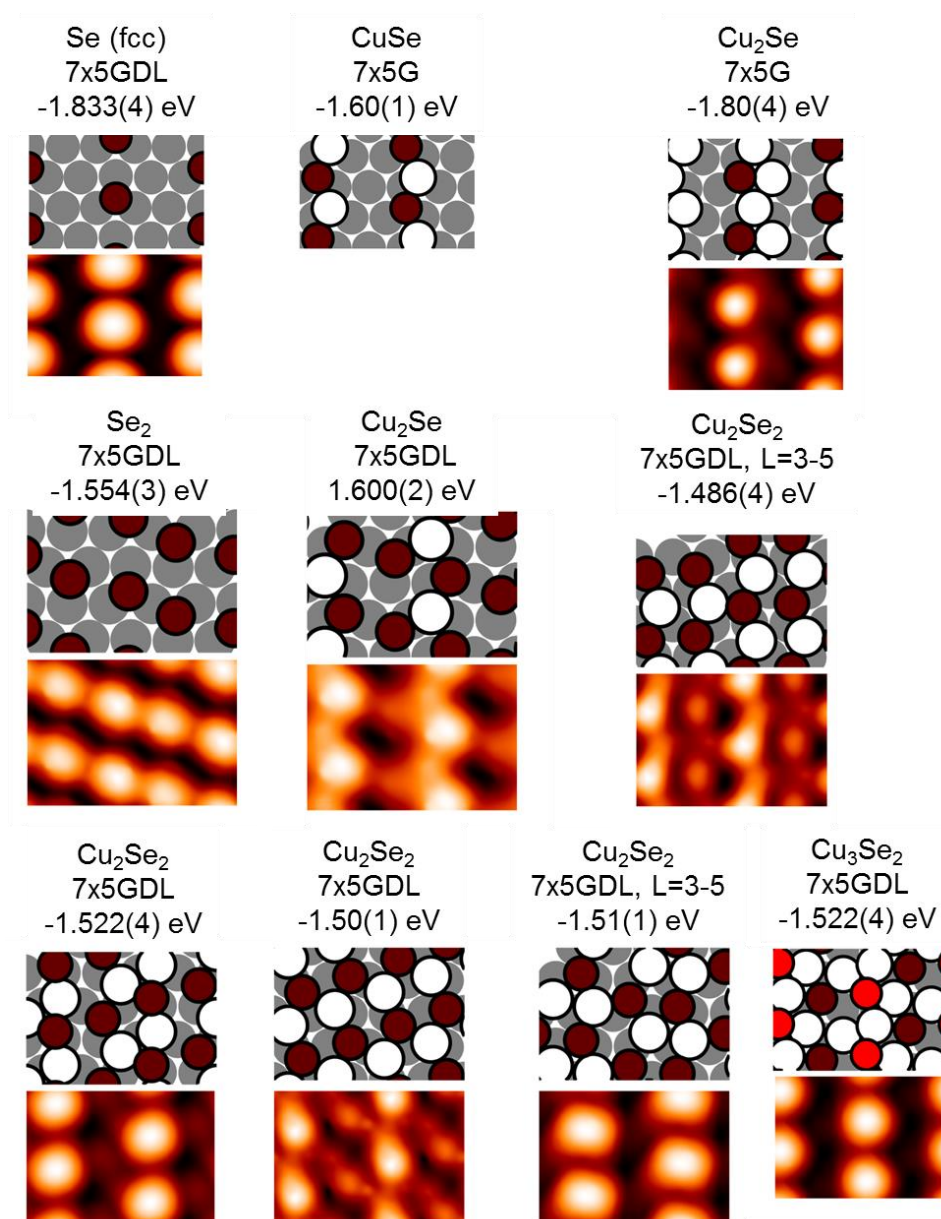 Se (fcc)
7x5GDL
-1.833(4) eV
CuSe
7x5G
-1.60(1) eV
Cu₂Se
7x5G
-1.80(4) eV
Se₂
7x5GDL
-1.554(3) eV
Cu₂Se
7x5GDL
1.600(2) eV
Cu₂Se₂
7x5GDL, L=3-5
-1.486(4) eV
Cu₂Se₂
7x5GDL
-1.522(4) eV
Cu₂Se₂
7x5GDL
-1.50(1) eV
Cu₂Se₂
7x5GDL, L=3-5
-1.51(1) eV
Cu₃Se₂
7x5GDL
-1.522(4) eV